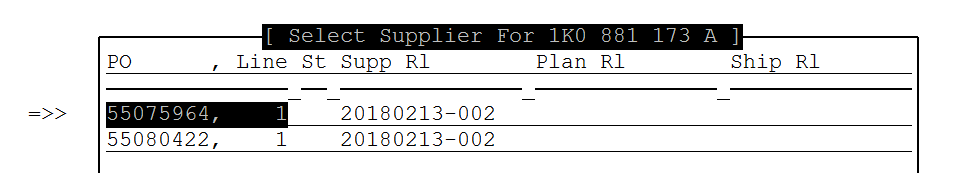 [ Select Supplier For 1K0 881 173 A ]
PO , Line St Supp Rl Plan Rl Ship Rl
=>> 55075964, 1 20180213-002
55080422, 1 20180213-002